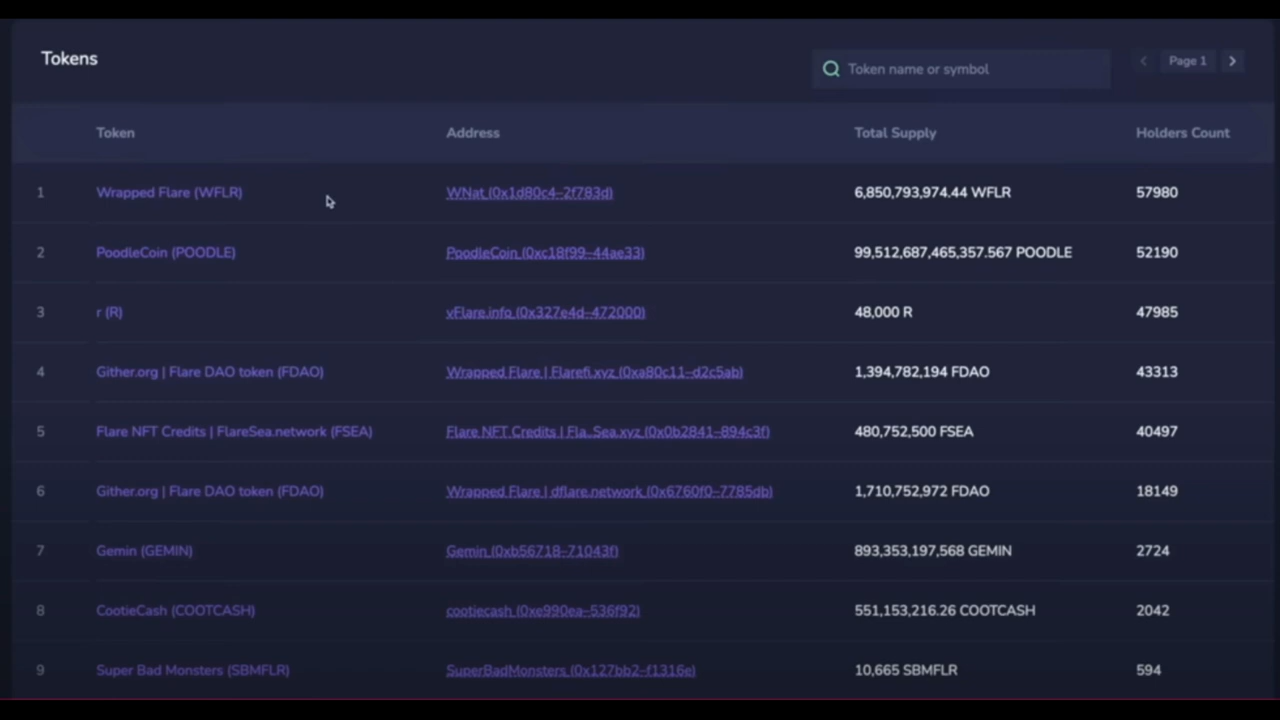 Tokens
Token name or symbol
Page 1
Token Address Total Supply Holders Count
1 Wrapped Flare (WFLR) WNat (0x1d80c4–2f783d) 6,850,793,974.44 WFLR 57980
2 PoodleCoin (POODLE) PoodleCoin (0xc18f99–44ae33) 99,512,687,465,357.567 POODLE 52190
3 r (R) vFlare.info (0x327e4d–472000) 48,000 R 47985
4 Gither.org | Flare DAO token (FDAO) Wrapped Flare | Flarefi.xyz (0xa80c11–d2c5ab) 1,394,782,194 FDAO 43313
5 Flare NFT Credits | FlareSea.network (FSEA) Flare NFT Credits | Fla..Sea.xyz (0x0b2841–894c3f) 480,752,500 FSEA 40497
6 Gither.org | Flare DAO token (FDAO) Wrapped Flare | dflare.network (0x6760f0–7785db) 1,710,752,972 FDAO 18149
7 Gemin (GEMIN) Gemin (0xb56718–71043f) 893,353,197,568 GEMIN 2724
8 CootieCash (COOTCASH) cootiecash (0xe990ea–536f92) 551,153,216.26 COOTCASH 2042
9 Super Bad Monsters (SBMFLR) SuperBadMonsters (0x127bb2–f1316e) 10,665 SBMFLR 594